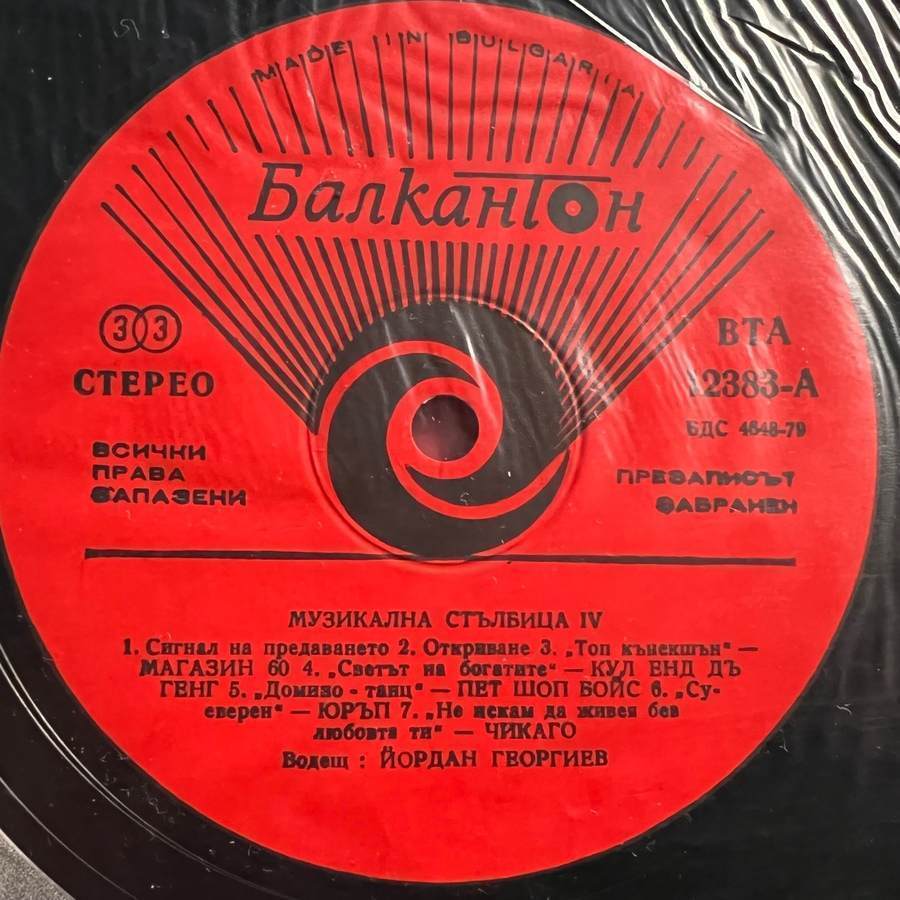 MADE IN BULGARIA
Балкантон
33
СТЕРЕО
ВТА
12383-А
БДС 4648-79
ВСИЧКИ
ПРАВА
ЗАПАЗЕНИ
ПРЕЗАПИСЪТ
ЗАБРАНЕН
МУЗИКАЛНА СТЪЛБИЦА IV
1. Сигнал на предаването 2. Откриване 3. „Топ кънекшън“ —
МАГАЗИН 60 4. „Светът на богатите“ — КУЛ ЕНД ДЪ
ГЕНГ 5. „Домино - танц“ — ПЕТ ШОП БОЙС 6. „Су-
еверен“ — ЮРЪП 7. „Не искам да живея без
любовта ти“ — ЧИКАГО
Водещ : ЙОРДАН ГЕОРГИЕВ